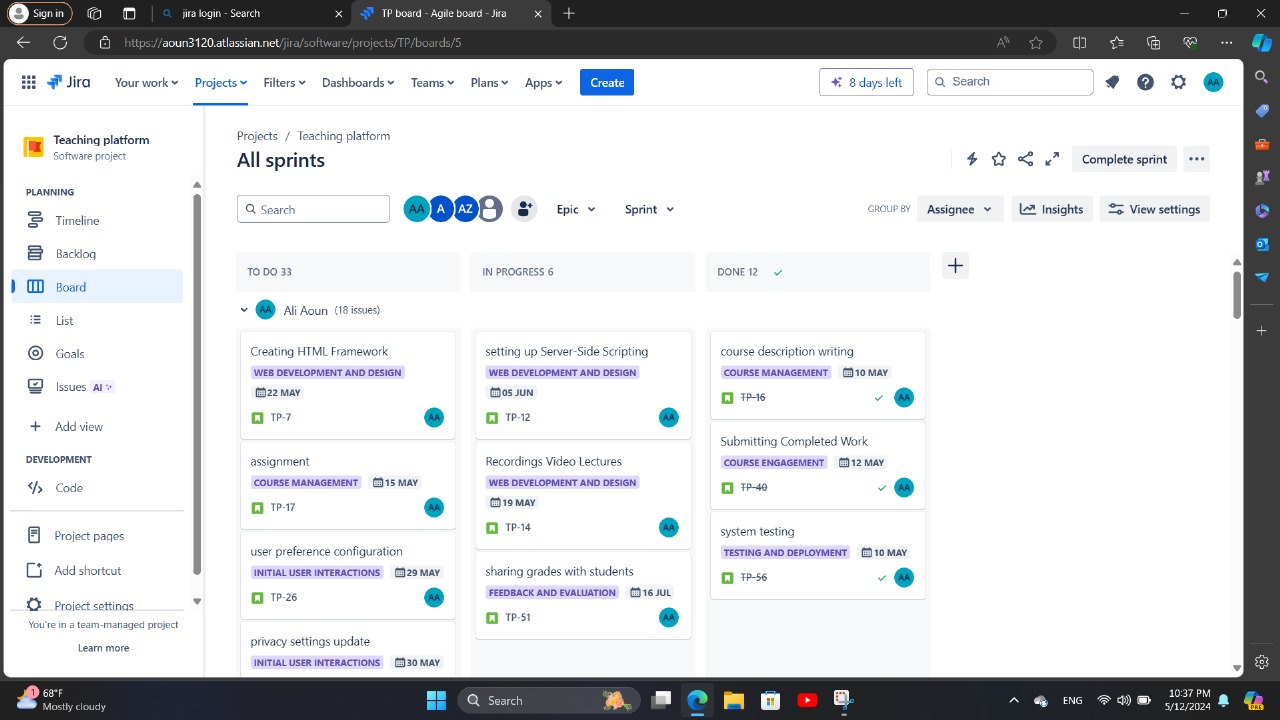 Sign in
jira login - Search
TP board - Agile board - Jira
https://aoun3120.atlassian.net/jira/software/projects/TP/boards/5
Jira
Your work
Projects
Filters
Dashboards
Teams
Plans
Apps
Create
8 days left
Search
AA
Teaching platform
Software project
PLANNING
Timeline
Backlog
Board
List
Goals
Issues AI
Add view
DEVELOPMENT
Code
Project pages
Add shortcut
Project settings
You're in a team-managed project
Learn more
Projects / Teaching platform
All sprints
Complete sprint
Search
AA A AZ
Epic
Sprint
GROUP BY
Assignee
Insights
View settings
TO DO 33
IN PROGRESS 6
DONE 12
AA Ali Aoun (18 issues)
Creating HTML Framework
WEB DEVELOPMENT AND DESIGN
22 MAY
TP-7 AA
assignment
COURSE MANAGEMENT 15 MAY
TP-17 AA
user preference configuration
INITIAL USER INTERACTIONS 29 MAY
TP-26 AA
privacy settings update
INITIAL USER INTERACTIONS 30 MAY
setting up Server-Side Scripting
WEB DEVELOPMENT AND DESIGN
05 JUN
TP-12 AA
Recordings Video Lectures
WEB DEVELOPMENT AND DESIGN
19 MAY
TP-14 AA
sharing grades with students
FEEDBACK AND EVALUATION 16 JUL
TP-51 AA
course description writing
COURSE MANAGEMENT 10 MAY
TP-16 AA
Submitting Completed Work
COURSE ENGAGEMENT 12 MAY
TP-40 AA
system testing
TESTING AND DEPLOYMENT 10 MAY
TP-56 AA
1
68°F
Mostly cloudy
Search
ENG
10:37 PM
5/12/2024
PRE